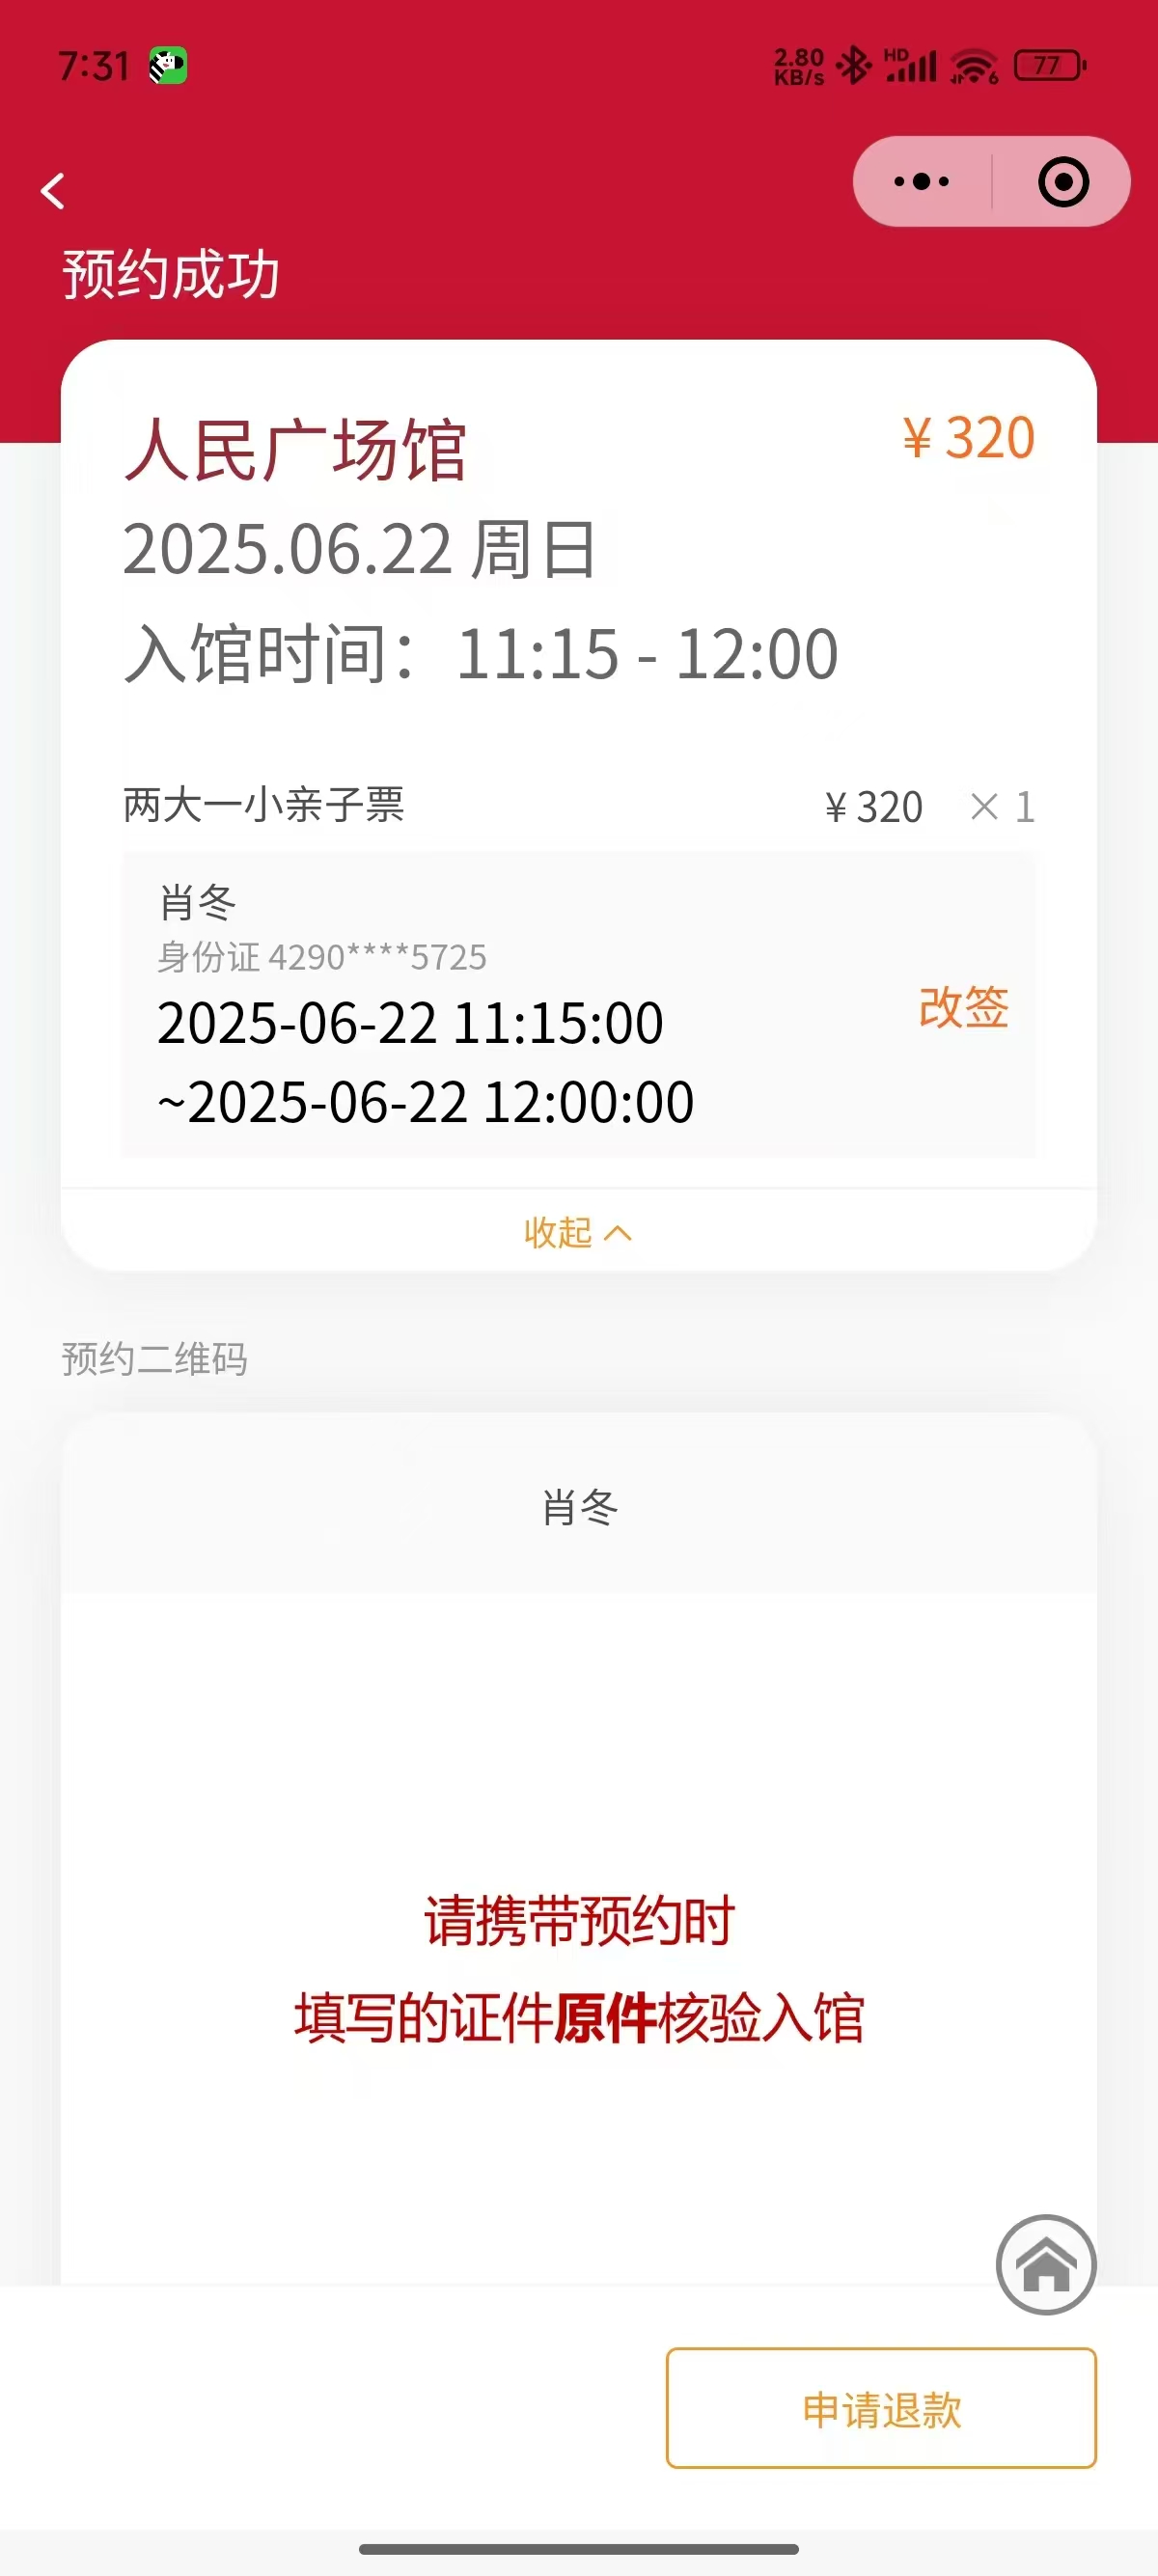 7:31
2.80
KB/s
HD
6
77
预约成功
人民广场馆
¥ 320
2025.06.22 周日
入馆时间：11:15 - 12:00
两大一小亲子票 ¥ 320 × 1
肖冬
身份证 4290****5725
2025-06-22 11:15:00
~2025-06-22 12:00:00
改签
收起
预约二维码
肖冬
请携带预约时
填写的证件原件核验入馆
申请退款